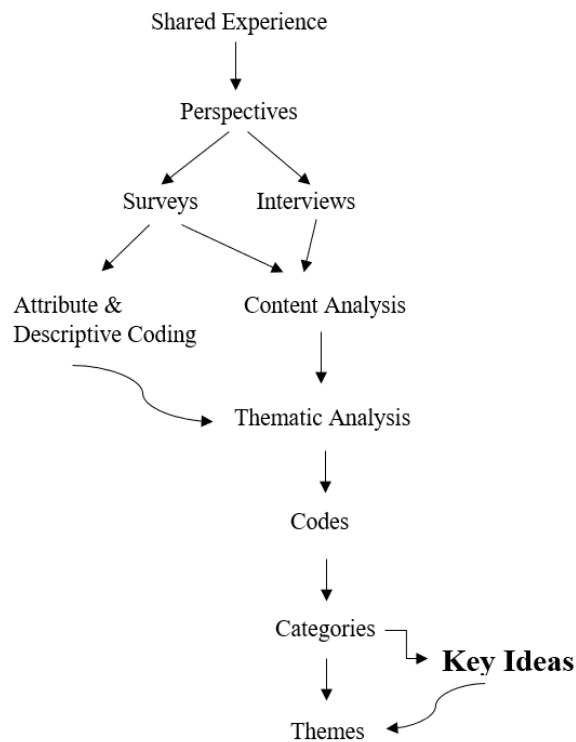 Shared Experience
Perspectives
Surveys
Interviews
Attribute &
Descriptive Coding
Content Analysis
Thematic Analysis
Codes
Categories
Key Ideas
Themes